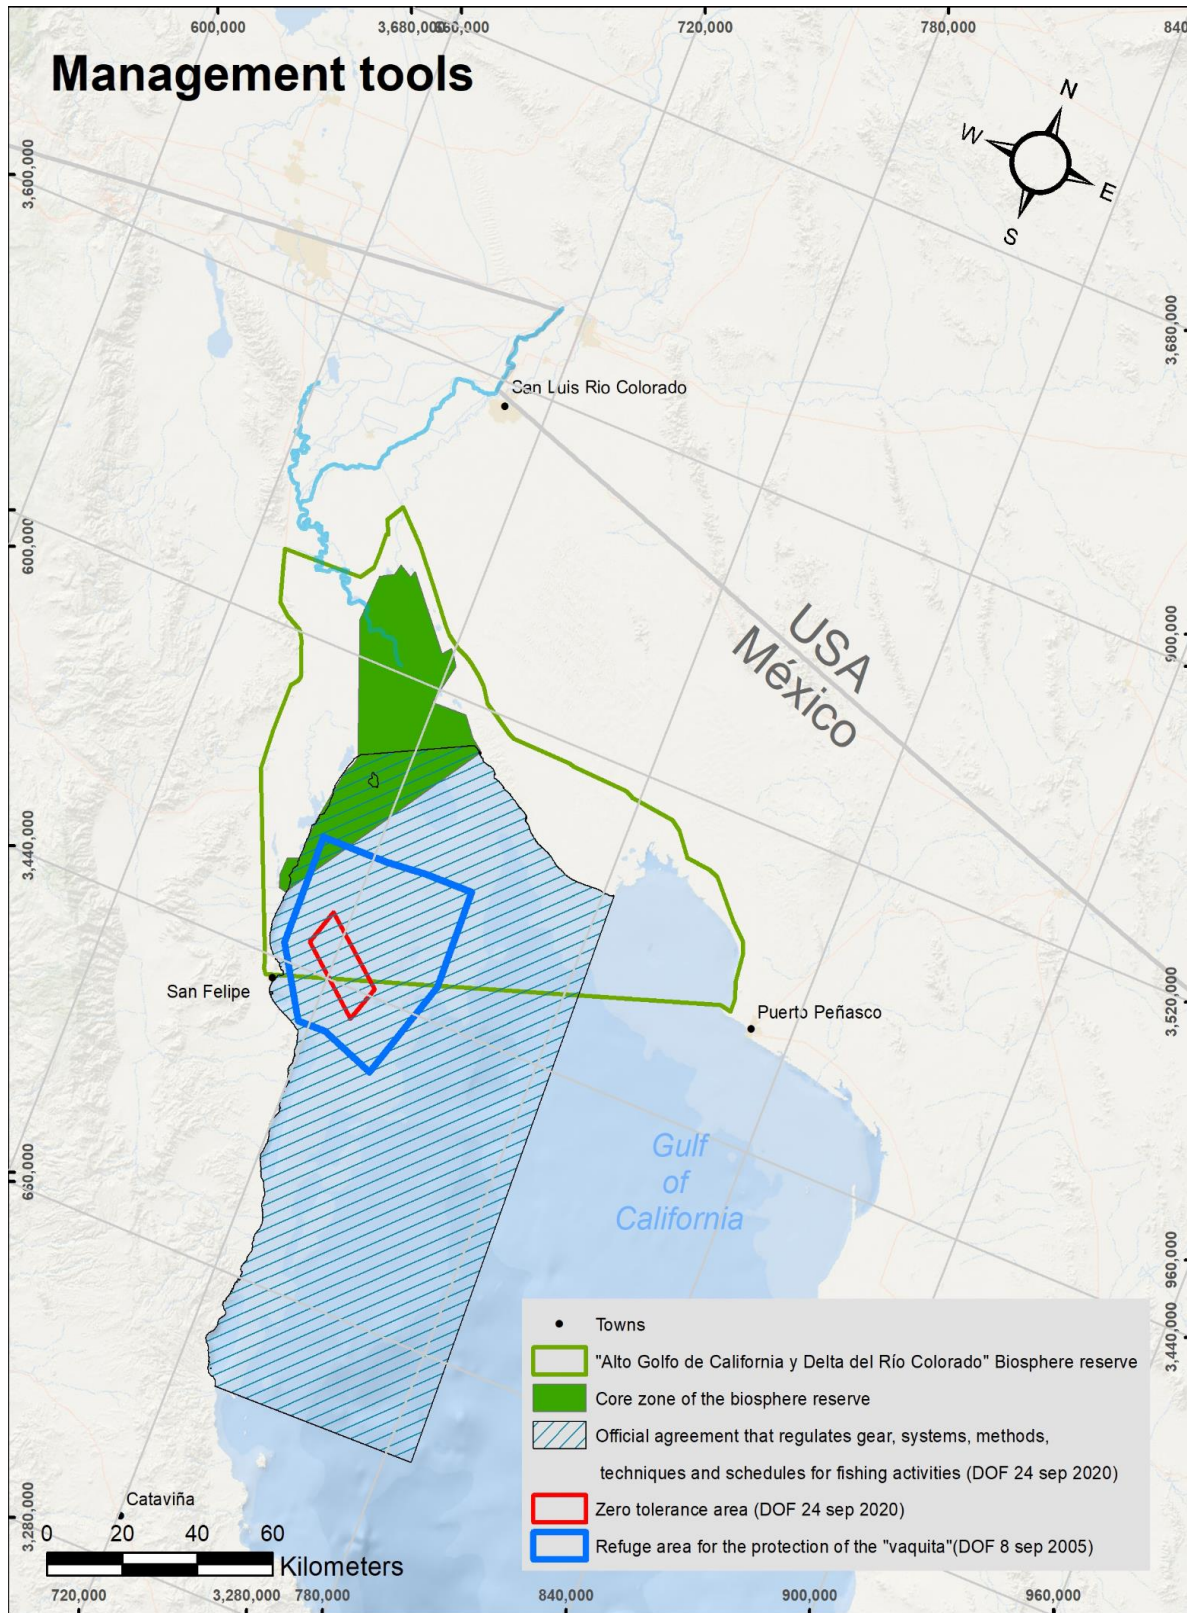 600,000 3,680,000 660,000 720,000 780,000 840
Management tools
N
W
E
S
3,600,000
3,680,000
San Luis Rio Colorado
600,000
USA
México
900,000
3,440,000
San Felipe
Puerto Peñasco
3,520,000
660,000
Gulf
of
California
960,000
3,440,000
Towns
"Alto Golfo de California y Delta del Río Colorado" Biosphere reserve
Core zone of the biosphere reserve
Official agreement that regulates gear, systems, methods,
techniques and schedules for fishing activities (DOF 24 sep 2020)
Zero tolerance area (DOF 24 sep 2020)
Refuge area for the protection of the "vaquita"(DOF 8 sep 2005)
Cataviña
3,280,000
0 20 40 60
Kilometers
720,000 3,280,000 780,000 840,000 900,000 960,000